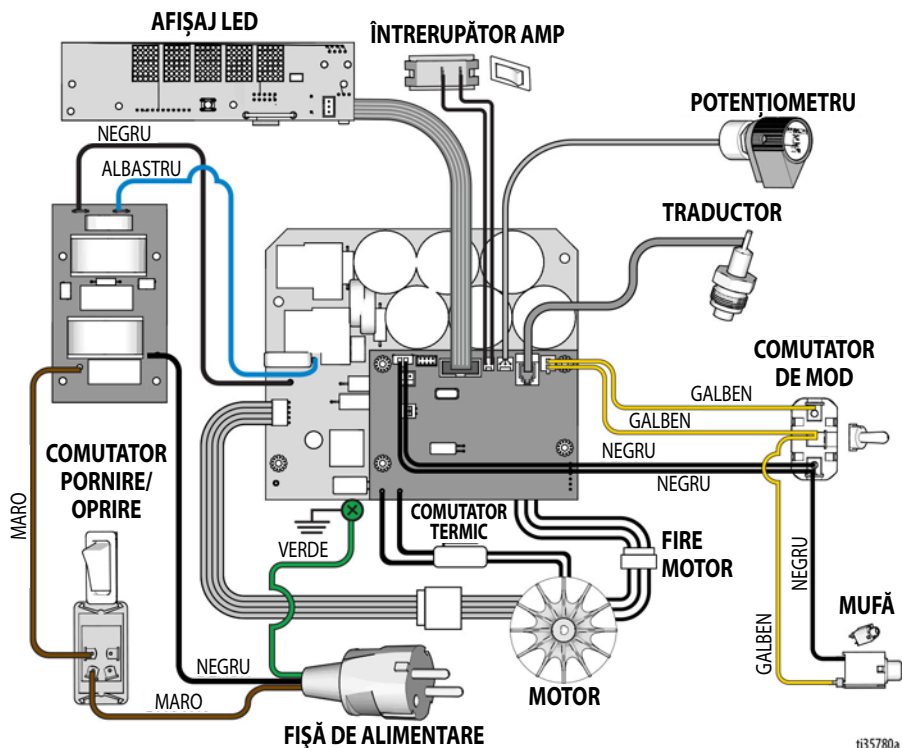 AFIȘAJ LED
ÎNTRERUPĂTOR AMP
POTENȚIOMETRU
NEGRU
ALBASTRU
TRADUCTOR
COMUTATOR
DE MOD
GALBEN
GALBEN
NEGRU
NEGRU
COMUTATOR
PORNIRE/
OPRIRE
MARO
COMUTATOR
TERMIC
VERDE
FIRE
MOTOR
NEGRU
GALBEN
MUFĂ
NEGRU
MARO
MOTOR
FIȘĂ DE ALIMENTARE
ti35780a